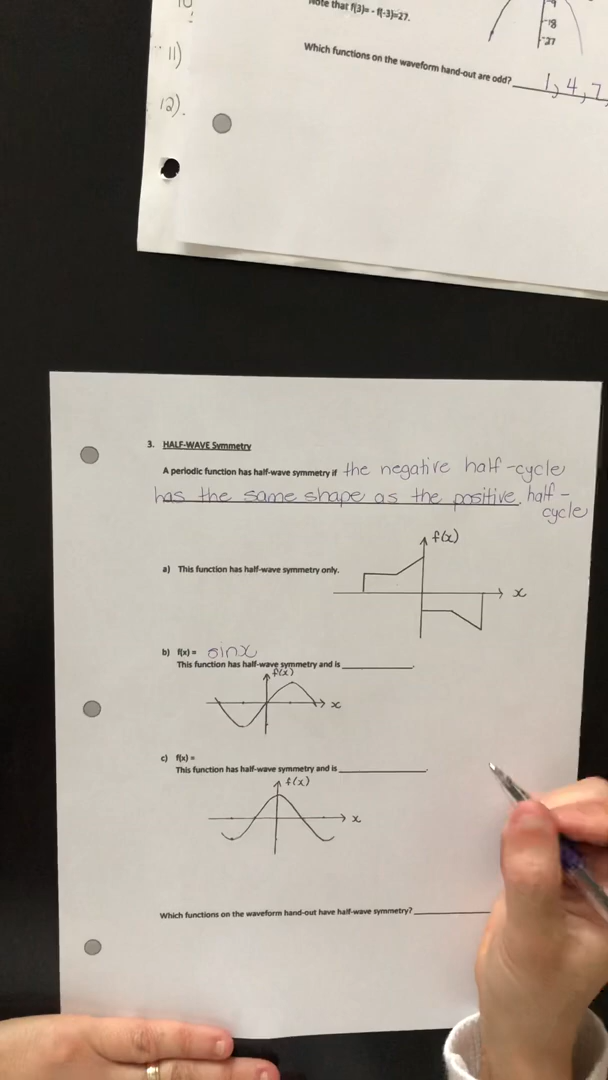 Note that f(3)= - f(-3)=27.
-18
-27
11)
Which functions on the waveform hand-out are odd? 1, 4, 7,
12).
3. HALF-WAVE Symmetry
A periodic function has half-wave symmetry if the negative half-cycle
has the same shape as the positive half-
cycle
f(x)
a) This function has half-wave symmetry only.
x
b) f(x) = sinx
This function has half-wave symmetry and is
f(x)
x
c) f(x) =
This function has half-wave symmetry and is
f(x)
x
Which functions on the waveform hand-out have half-wave symmetry?